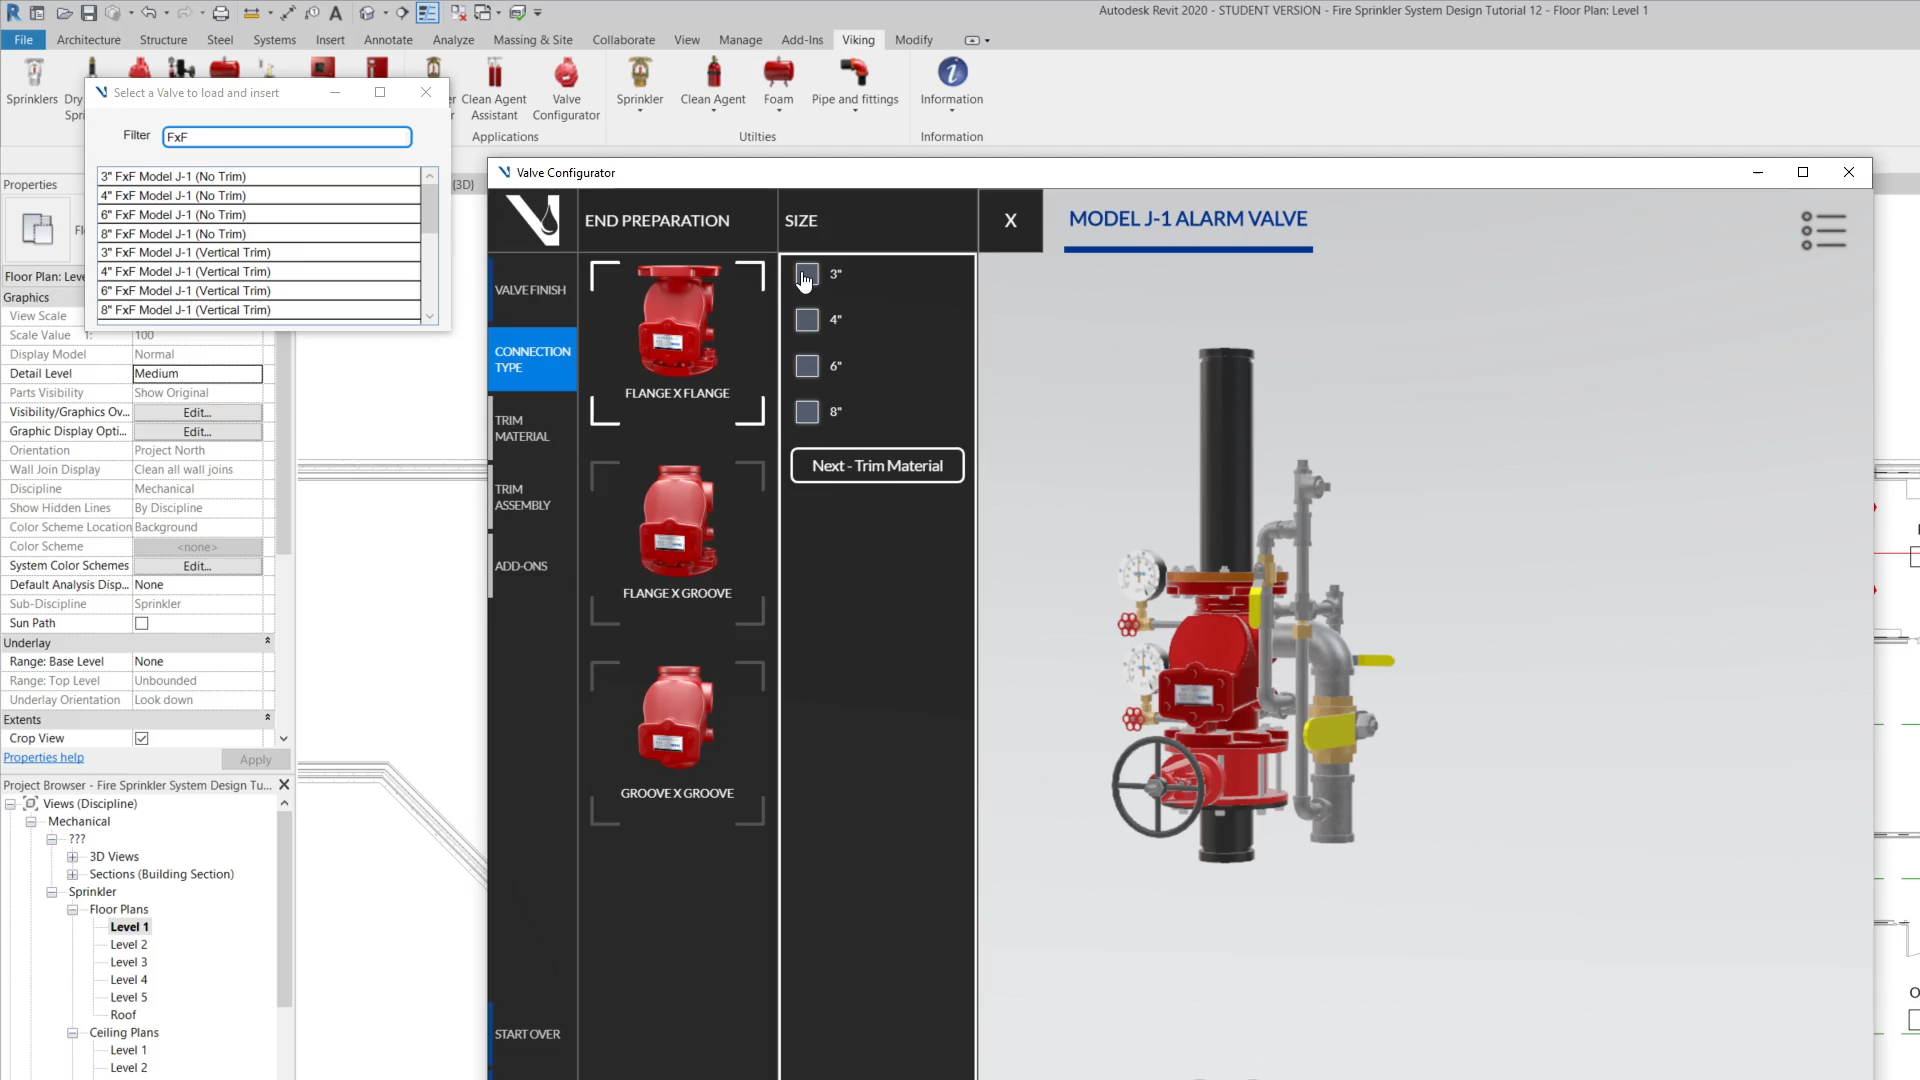 Autodesk Revit 2020 - STUDENT VERSION - Fire Sprinkler System Design Tutorial 12 - Floor Plan: Level 1
File Architecture Structure Steel Systems Insert Annotate Analyze Massing & Site Collaborate View Manage Add-Ins Viking Modify
Sprinklers Dry Clean Agent Valve Sprinkler Clean Agent Foam Pipe and fittings Information
Assistant Configurator
Applications Utilties Information
Select a Valve to load and insert
Filter FxF
3" FxF Model J-1 (No Trim)
4" FxF Model J-1 (No Trim)
6" FxF Model J-1 (No Trim)
8" FxF Model J-1 (No Trim)
3" FxF Model J-1 (Vertical Trim)
4" FxF Model J-1 (Vertical Trim)
6" FxF Model J-1 (Vertical Trim)
8" FxF Model J-1 (Vertical Trim)
{3D}
Properties
Floor Plan: Leve
Graphics
View Scale
Scale Value 1: 100
Display Model Normal
Detail Level Medium
Parts Visibility Show Original
Visibility/Graphics Ov... Edit...
Graphic Display Opti... Edit...
Orientation Project North
Wall Join Display Clean all wall joins
Discipline Mechanical
Show Hidden Lines By Discipline
Color Scheme Location Background
Color Scheme <none>
System Color Schemes Edit...
Default Analysis Disp... None
Sub-Discipline Sprinkler
Sun Path
Underlay
Range: Base Level None
Range: Top Level Unbounded
Underlay Orientation Look down
Extents
Crop View
Properties help Apply
Project Browser - Fire Sprinkler System Design Tu...
Views (Discipline)
Mechanical
???
3D Views
Sections (Building Section)
Sprinkler
Floor Plans
Level 1
Level 2
Level 3
Level 4
Level 5
Roof
Ceiling Plans
Level 1
Level 2
Valve Configurator
END PREPARATION SIZE X MODEL J-1 ALARM VALVE
VALVE FINISH
CONNECTION
TYPE
TRIM
MATERIAL
TRIM
ASSEMBLY
ADD-ONS
START OVER
FLANGE X FLANGE
FLANGE X GROOVE
GROOVE X GROOVE
3"
4"
6"
8"
Next - Trim Material